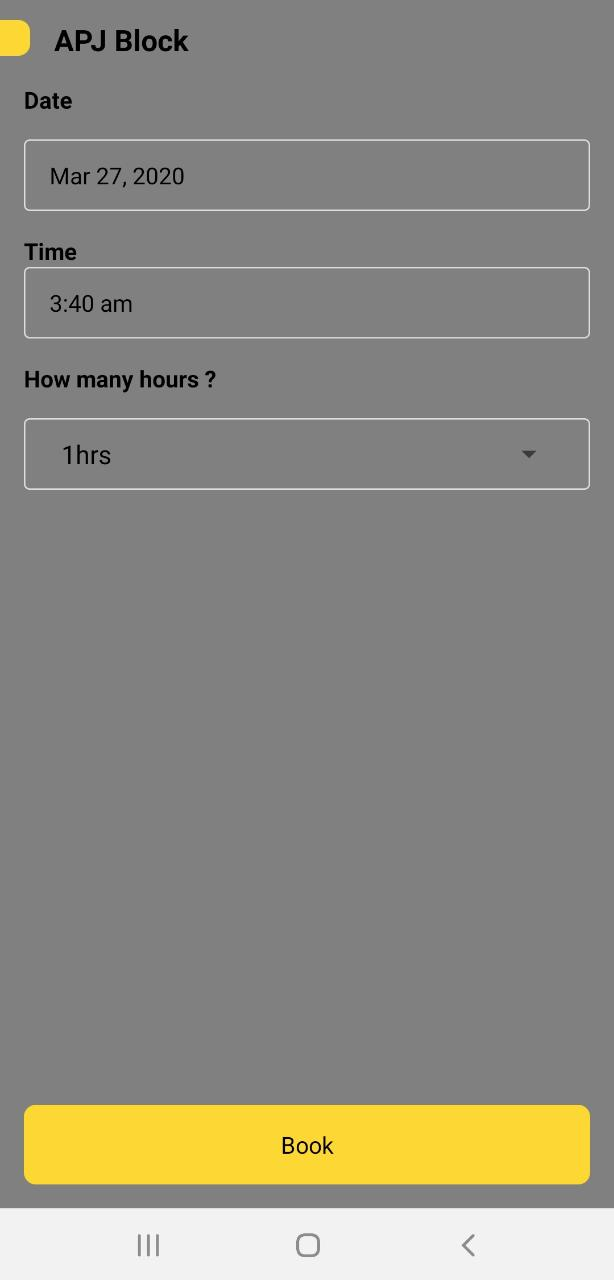 APJ Block
Date
Mar 27, 2020
Time
3:40 am
How many hours ?
1hrs
Book